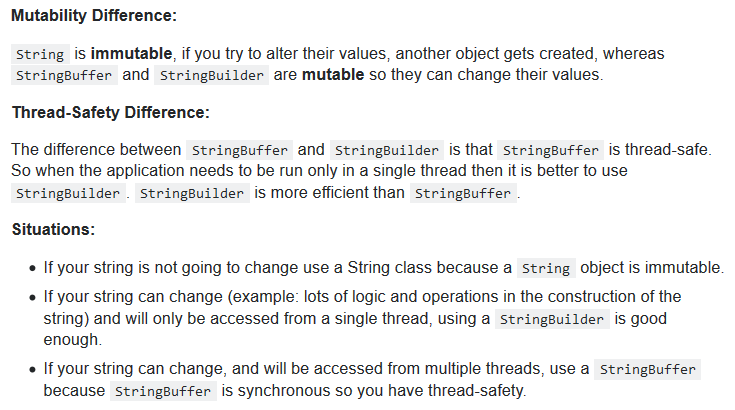 Mutability Difference:
String is immutable, if you try to alter their values, another object gets created, whereas
StringBuffer and StringBuilder are mutable so they can change their values.
Thread-Safety Difference:
The difference between StringBuffer and StringBuilder is that StringBuffer is thread-safe.
So when the application needs to be run only in a single thread then it is better to use
StringBuilder. StringBuilder is more efficient than StringBuffer.
Situations:
• If your string is not going to change use a String class because a String object is immutable.
• If your string can change (example: lots of logic and operations in the construction of the
string) and will only be accessed from a single thread, using a StringBuilder is good
enough.
• If your string can change, and will be accessed from multiple threads, use a StringBuffer
because StringBuffer is synchronous so you have thread-safety.